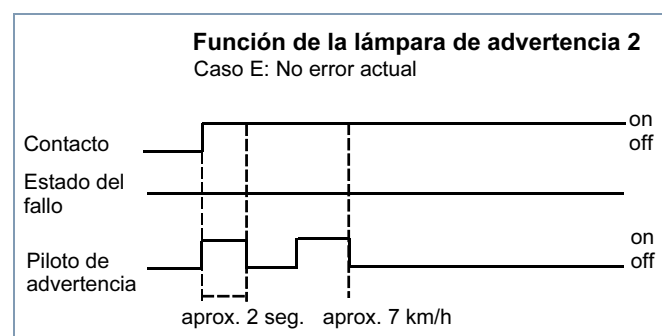 Función de la lámpara de advertencia 2
Caso E: No error actual
on
Contacto
off
Estado del
fallo
on
Piloto de
off
advertencia
aprox. 2 seg. aprox. 7 km/h